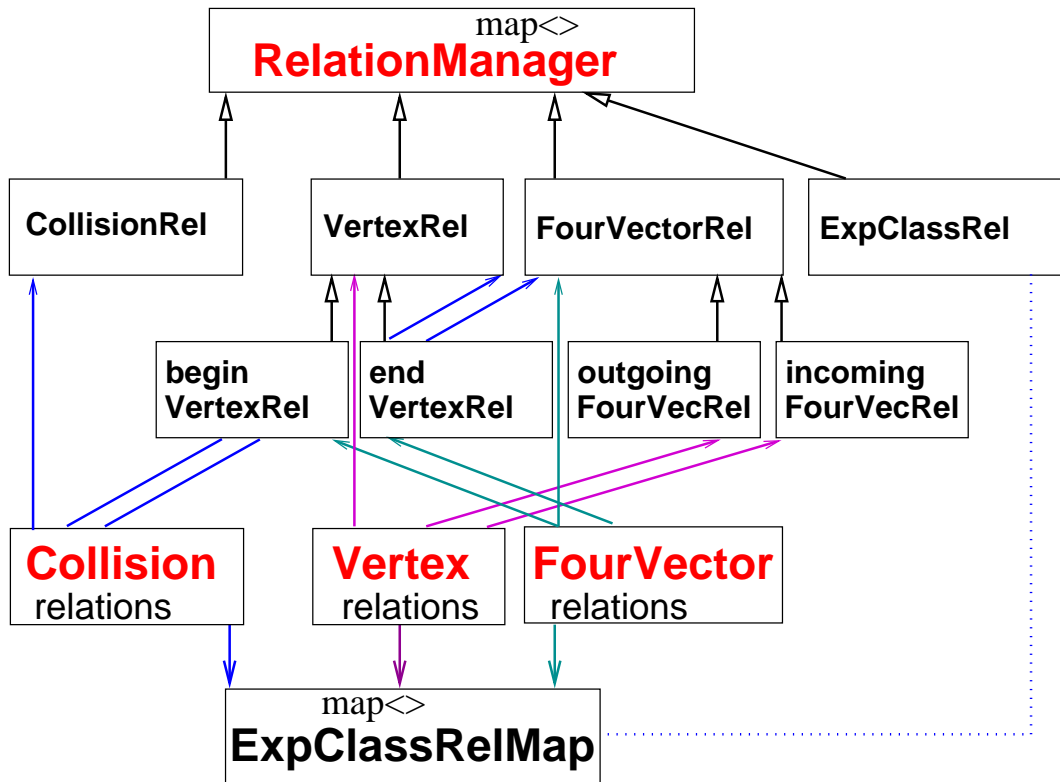 map<>
RelationManager
CollisionRel
VertexRel
FourVectorRel
ExpClassRel
begin
VertexRel
end
VertexRel
outgoing
FourVecRel
incoming
FourVecRel
Collision
relations
Vertex
relations
FourVector
relations
map<>
ExpClassRelMap